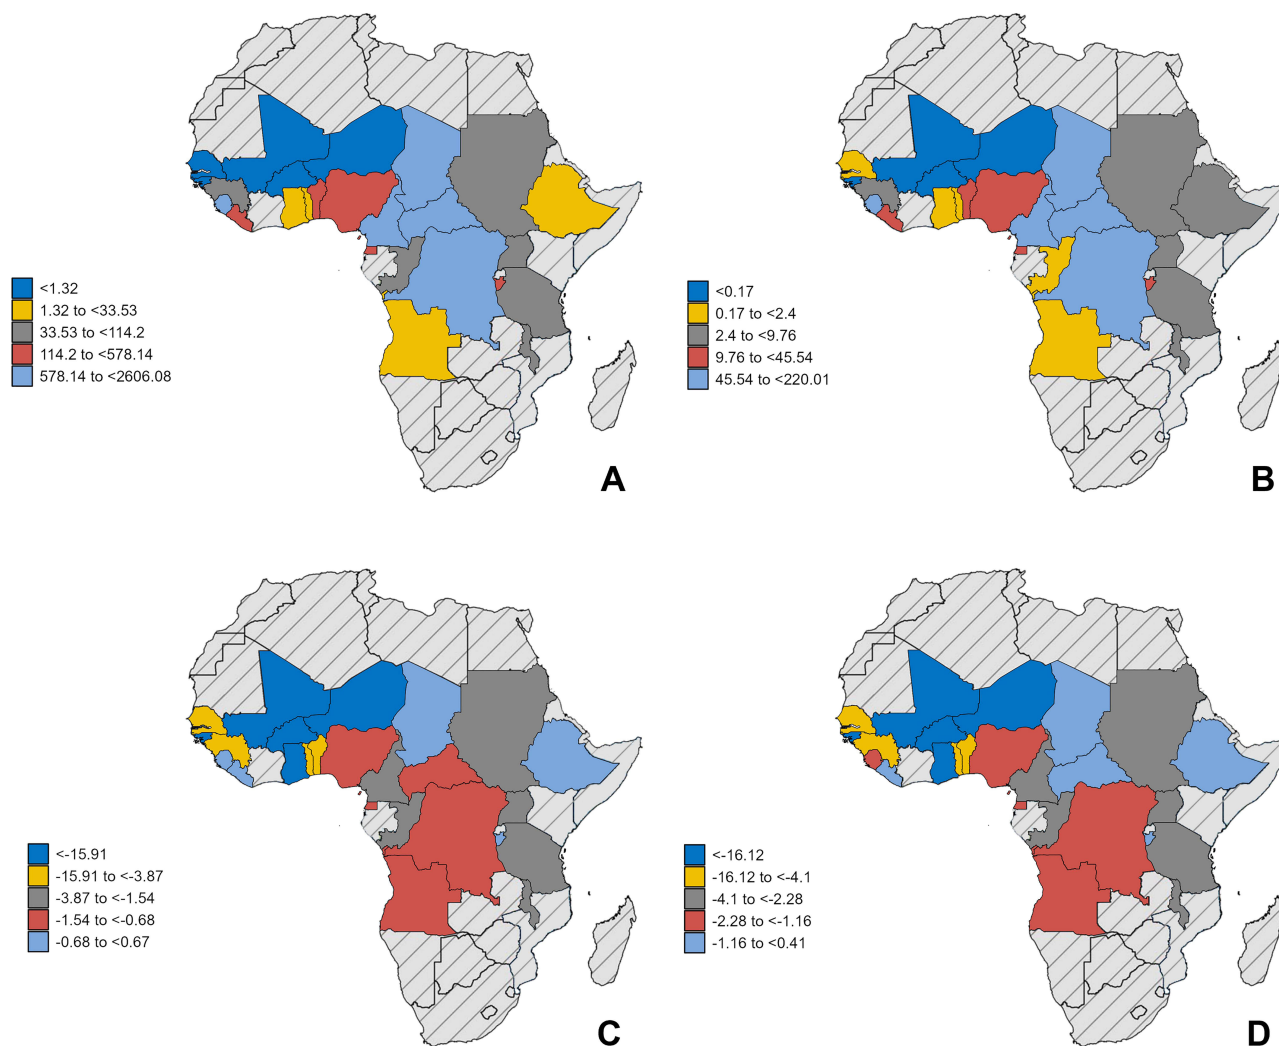 <1.32
1.32 to <33.53
33.53 to <114.2
114.2 to <578.14
578.14 to <2606.08
A
<0.17
0.17 to <2.4
2.4 to <9.76
9.76 to <45.54
45.54 to <220.01
B
<-15.91
-15.91 to <-3.87
-3.87 to <-1.54
-1.54 to <-0.68
-0.68 to <0.67
C
<-16.12
-16.12 to <-4.1
-4.1 to <-2.28
-2.28 to <-1.16
-1.16 to <0.41
D